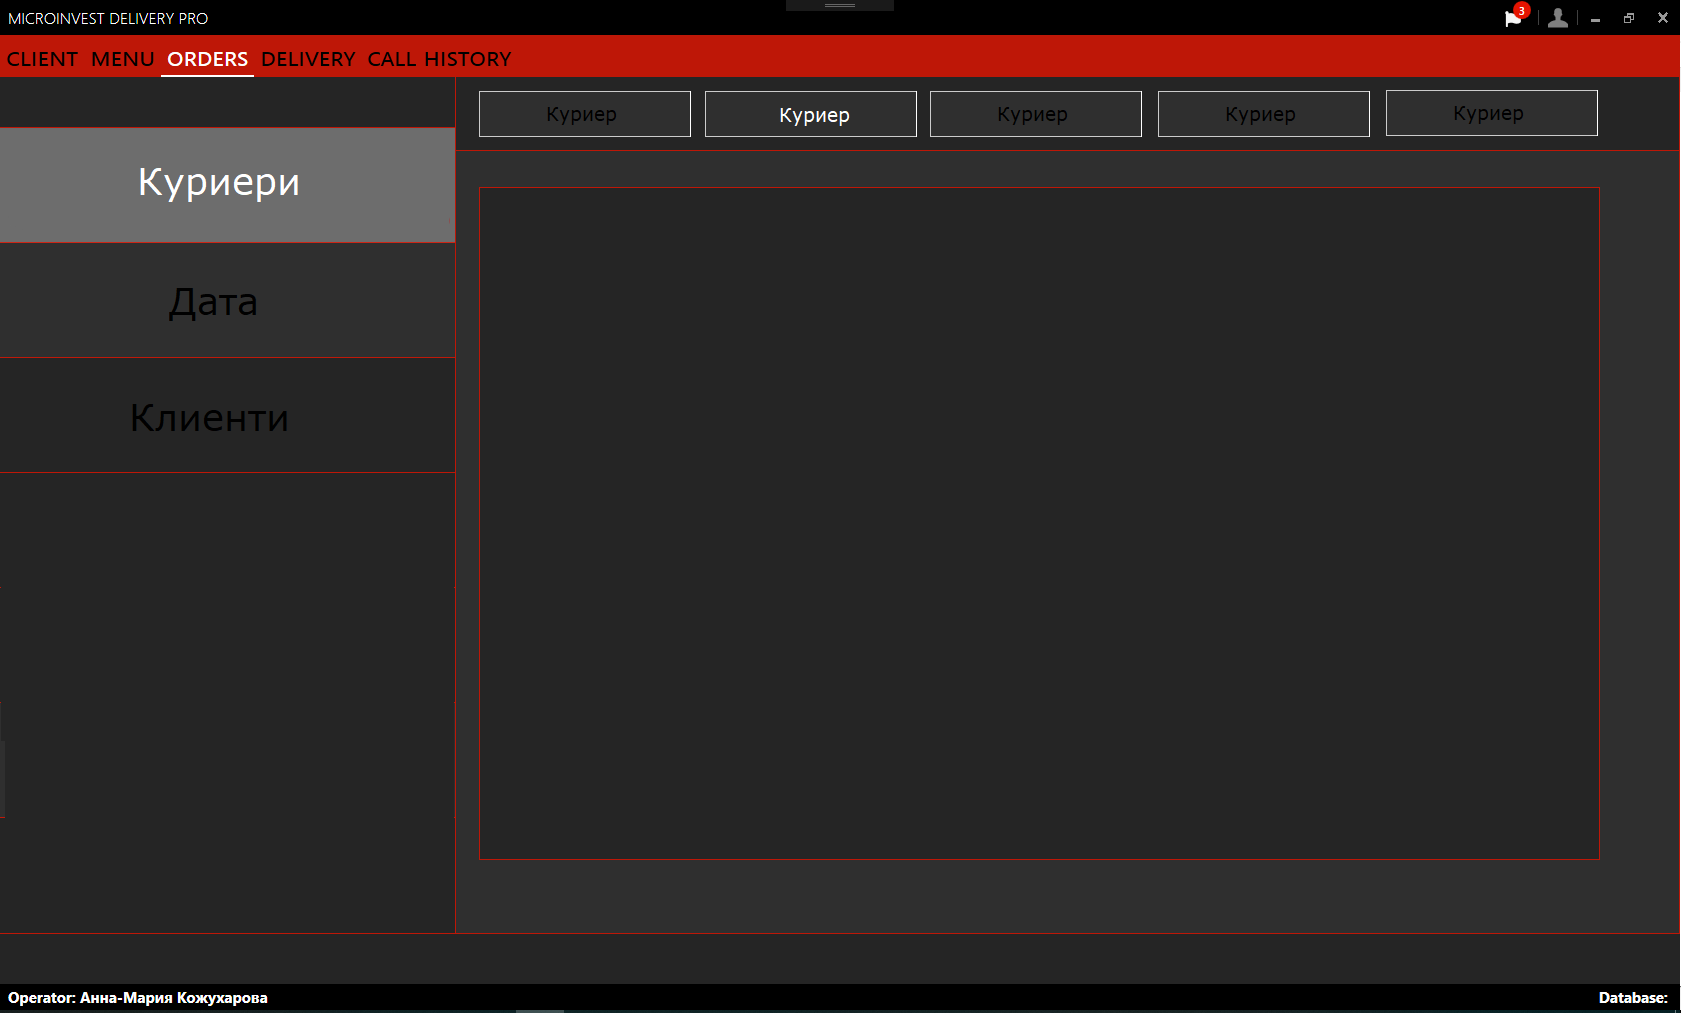 MICROINVEST DELIVERY PRO
3
CLIENT MENU ORDERS DELIVERY CALL HISTORY
Куриер Куриер Куриер Куриер Куриер
Куриери
Дата
Клиенти
Operator: Анна-Мария Кожухарова
Database: